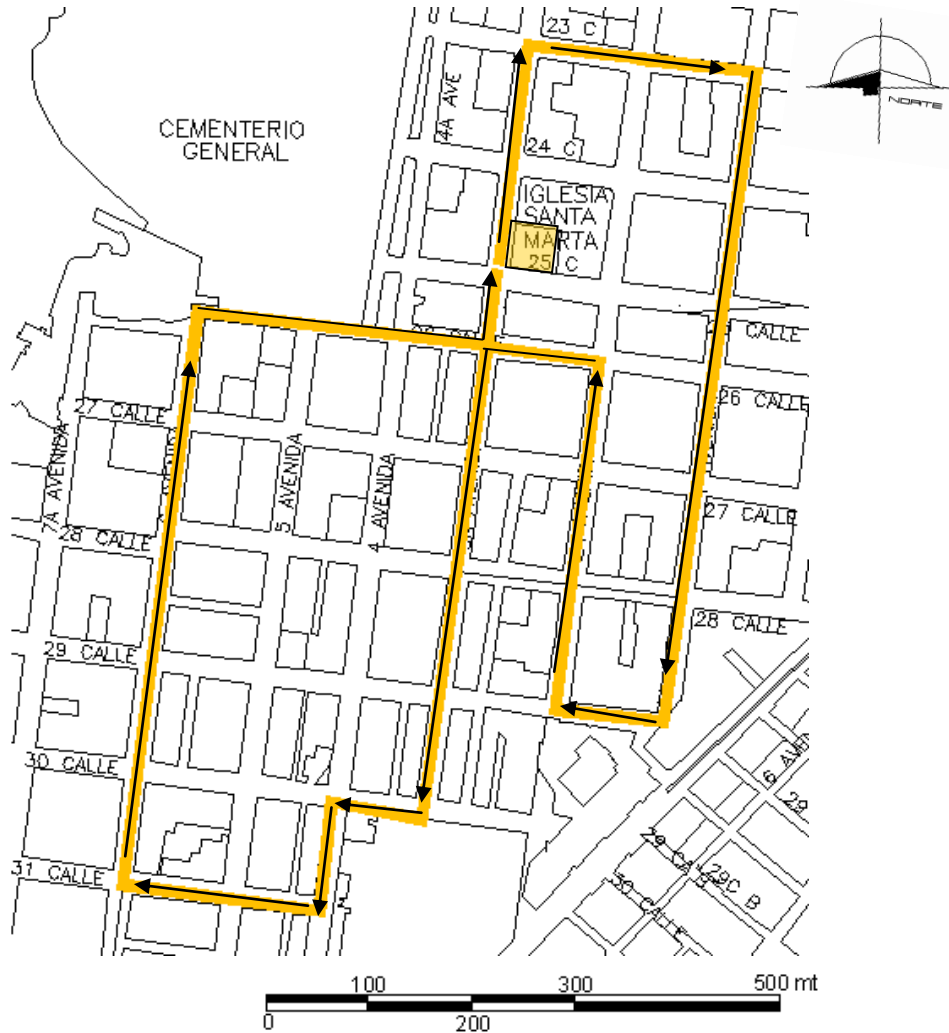 23 C
NORTE
4A AVE
CEMENTERIO
GENERAL
24 C
IGLESIA
SANTA
MARTA
25 C
CALLE
26 CALLE
27 CALLE
7A AVENIDA
5 AVENIDA
4 AVENIDA
27 CALLE
28 CALLE
28 CALLE
29 CALLE
30 CALLE
6 AVE
29
29 CALLE
29C B
30 CALLE
31 CALLE
100
300
500 mt
0
200